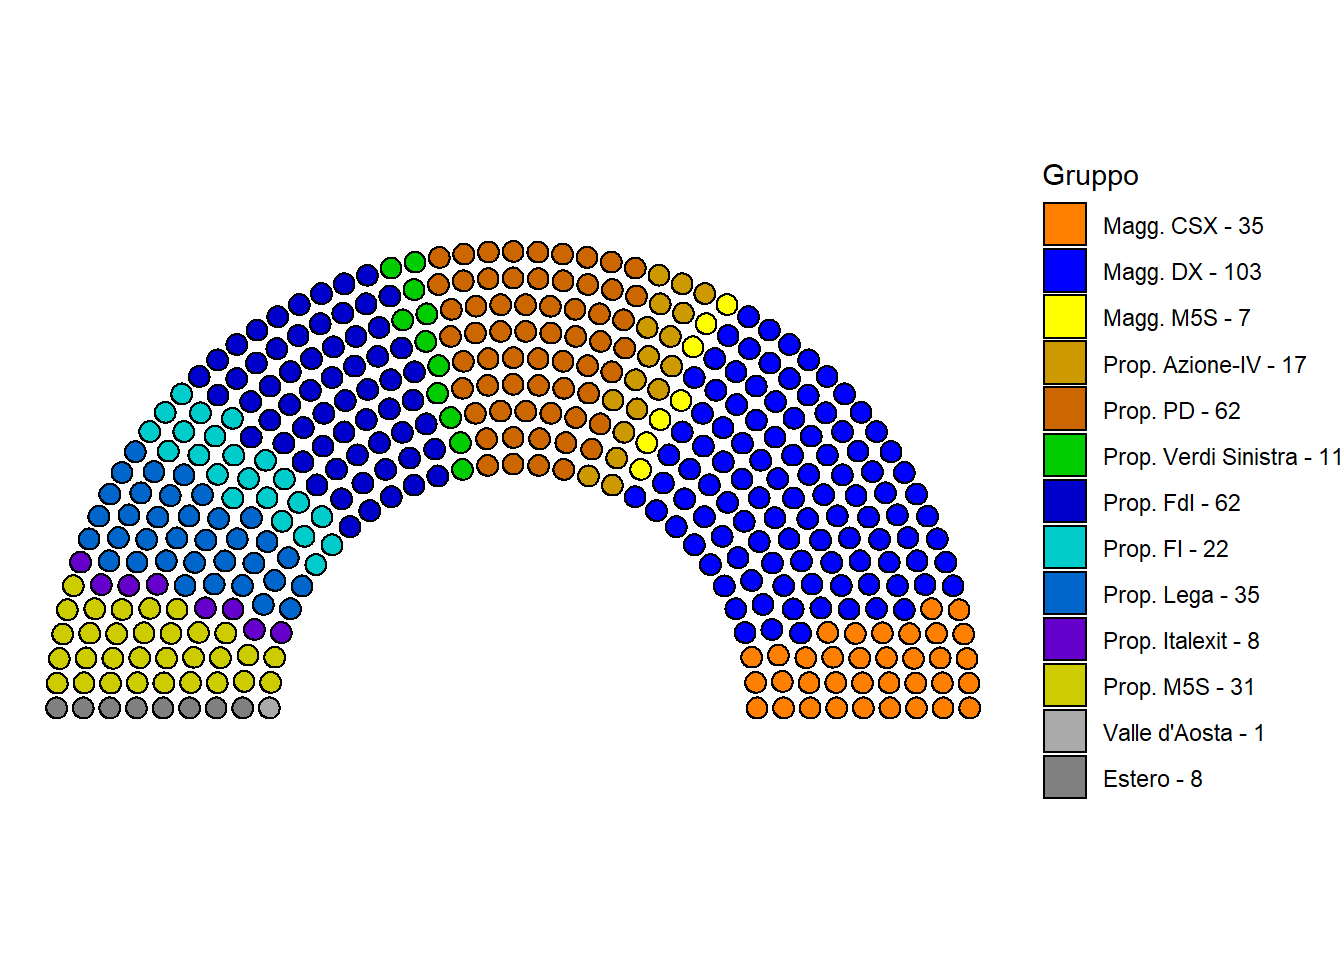 Gruppo
Magg. CSX - 35
Magg. DX - 103
Magg. M5S - 7
Prop. Azione-IV - 17
Prop. PD - 62
Prop. Verdi Sinistra - 11
Prop. FdI - 62
Prop. FI - 22
Prop. Lega - 35
Prop. Italexit - 8
Prop. M5S - 31
Valle d'Aosta - 1
Estero - 8